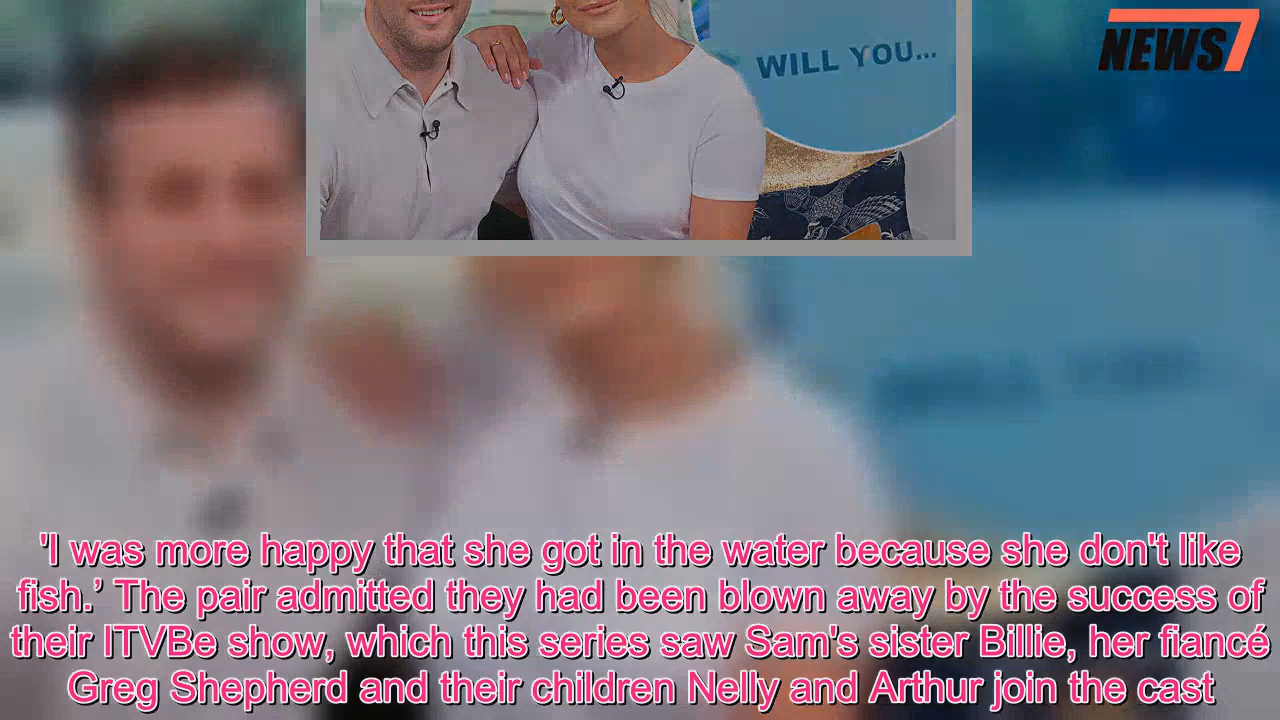 NEWS7
WILL YOU...
'I was more happy that she got in the water because she don't like
fish.’ The pair admitted they had been blown away by the success of
their ITVBe show, which this series saw Sam's sister Billie, her fiancé
Greg Shepherd and their children Nelly and Arthur join the cast